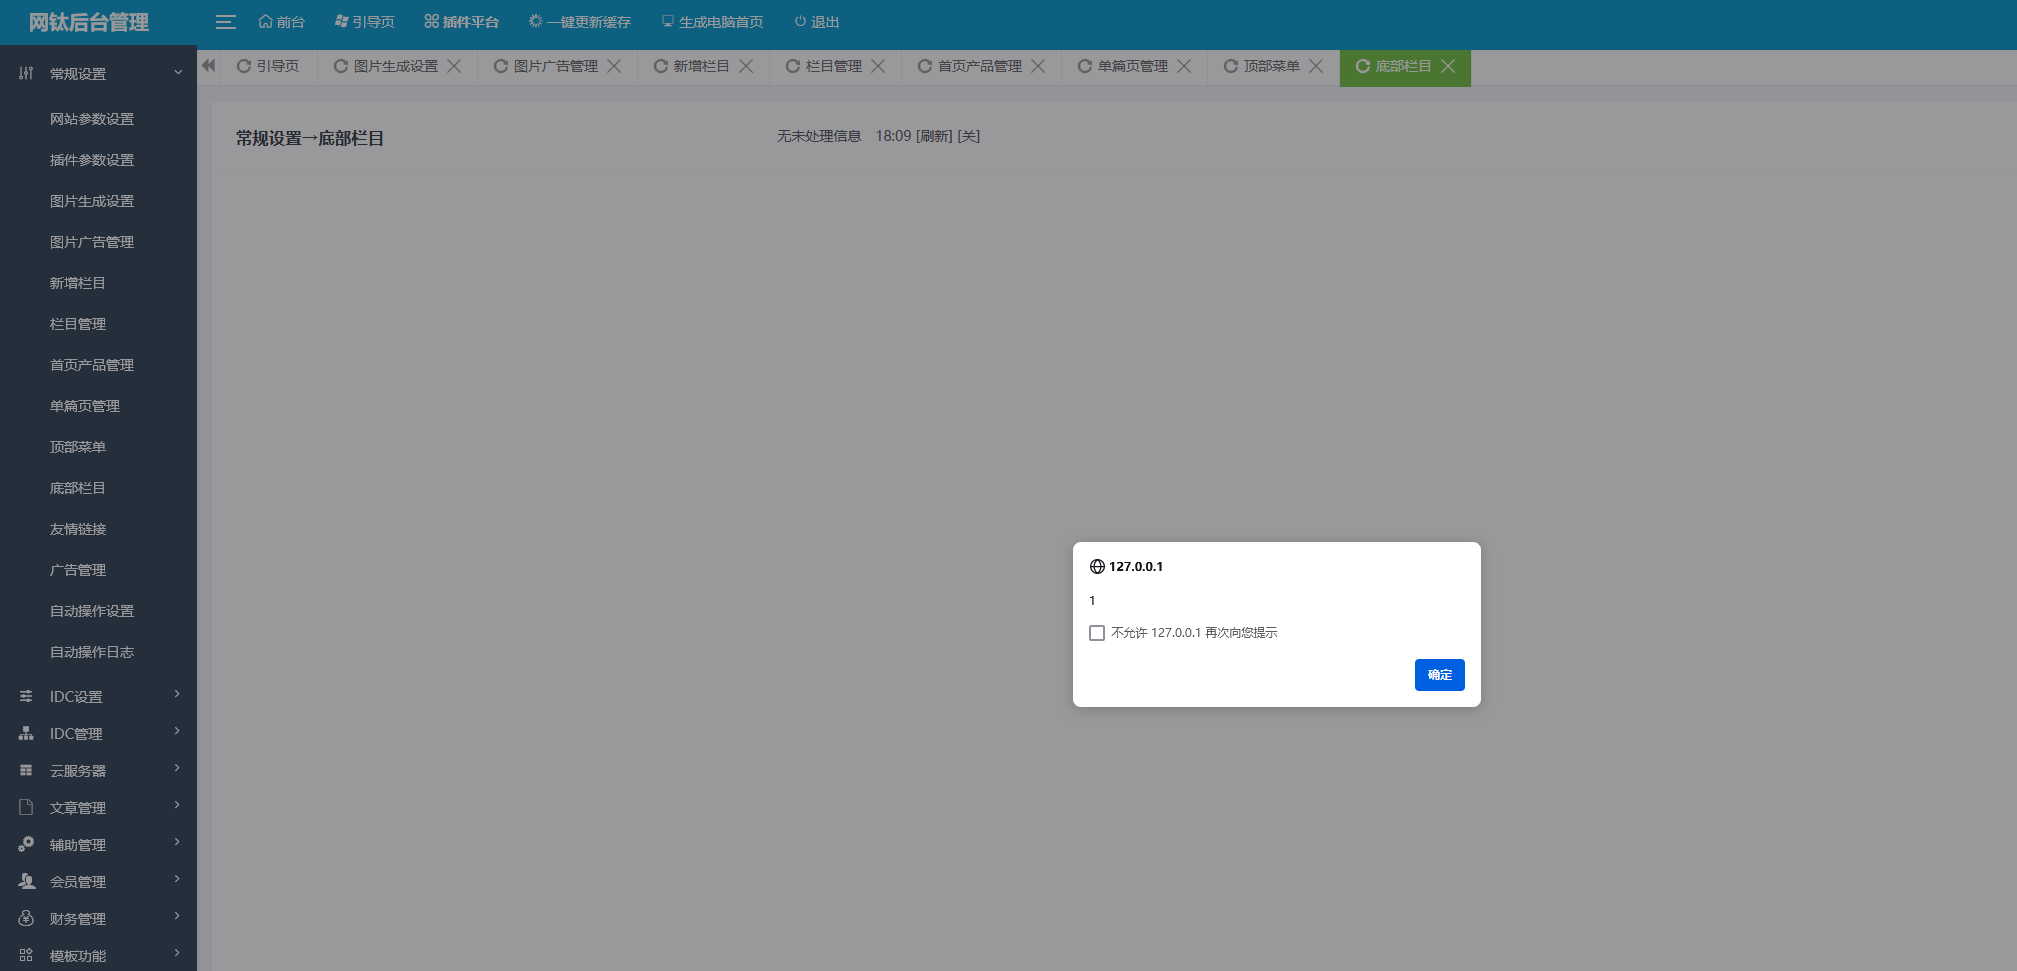 网钛后台管理
前台 引导页 插件平台 一键更新缓存 生成电脑首页 退出
引导页 图片生成设置 图片广告管理 新增栏目 栏目管理 首页产品管理 单篇页管理 顶部菜单 底部栏目
常规设置
网站参数设置
插件参数设置
图片生成设置
图片广告管理
新增栏目
栏目管理
首页产品管理
单篇页管理
顶部菜单
底部栏目
友情链接
广告管理
自动操作设置
自动操作日志
IDC设置
IDC管理
云服务器
文章管理
辅助管理
会员管理
财务管理
模板功能
常规设置→底部栏目
无未处理信息 18:09 [刷新] [关]
127.0.0.1
1
不允许 127.0.0.1 再次向您提示
确定